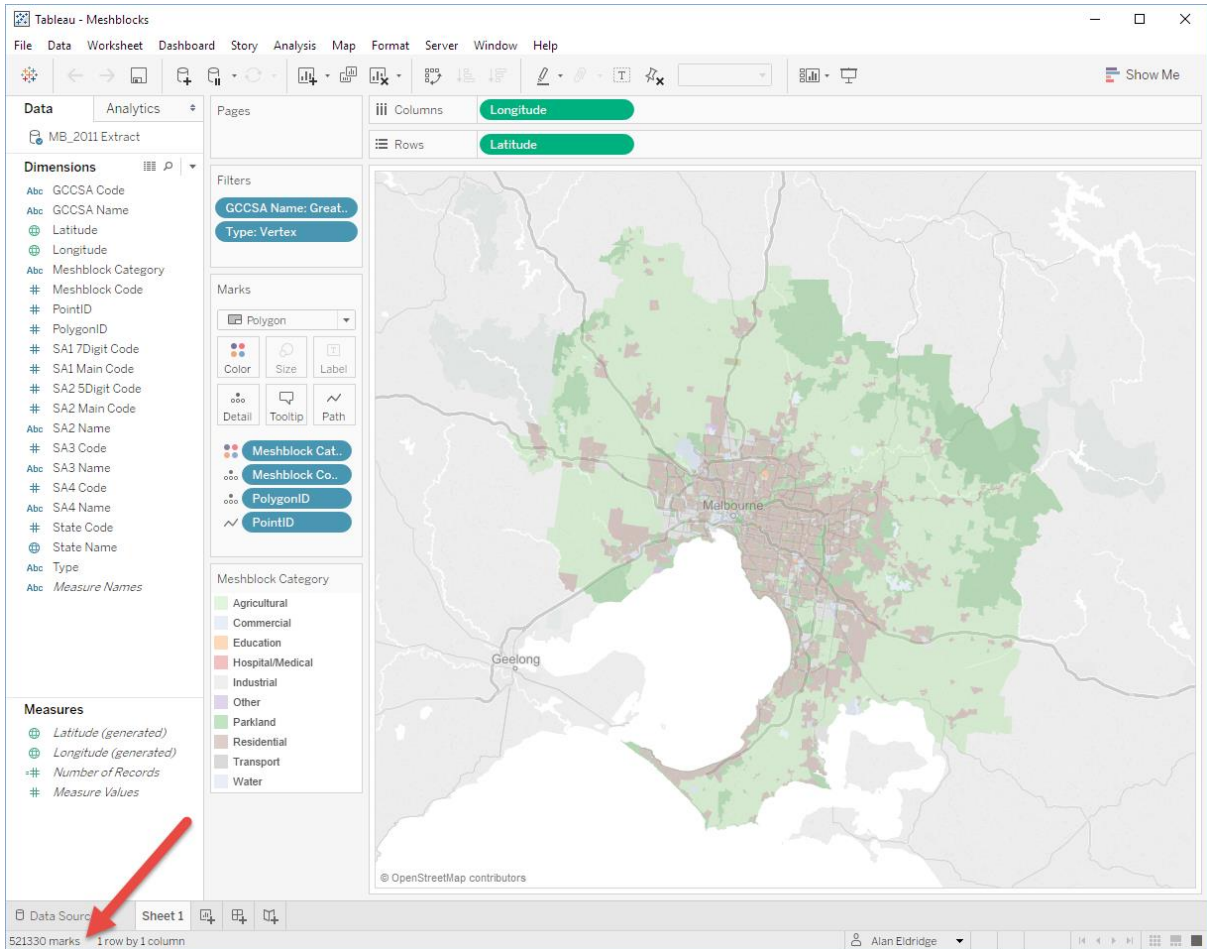 Tableau - Meshblocks
File Data Worksheet Dashboard Story Analysis Map Format Server Window Help
Show Me
Data Analytics
MB_2011 Extract
Dimensions
Abc GCCSA Code
Abc GCCSA Name
Latitude
Longitude
Abc Meshblock Category
# Meshblock Code
# PointID
# PolygonID
# SA1 7Digit Code
# SA1 Main Code
# SA2 5Digit Code
# SA2 Main Code
Abc SA2 Name
# SA3 Code
Abc SA3 Name
# SA4 Code
Abc SA4 Name
# State Code
State Name
Abc Type
Abc Measure Names
Measures
Latitude (generated)
Longitude (generated)
=# Number of Records
# Measure Values
Pages
Filters
GCCSA Name: Great..
Type: Vertex
Marks
Polygon
Color Size T Label
Detail Tooltip Path
Meshblock Cat..
Meshblock Co..
PolygonID
PointID
Meshblock Category
Agricultural
Commercial
Education
Hospital/Medical
Industrial
Other
Parkland
Residential
Transport
Water
iii Columns Longitude
Rows Latitude
Melbourne
Geelong
© OpenStreetMap contributors
Data Sourc Sheet 1
521330 marks 1 row by 1 column
Alan Eldridge